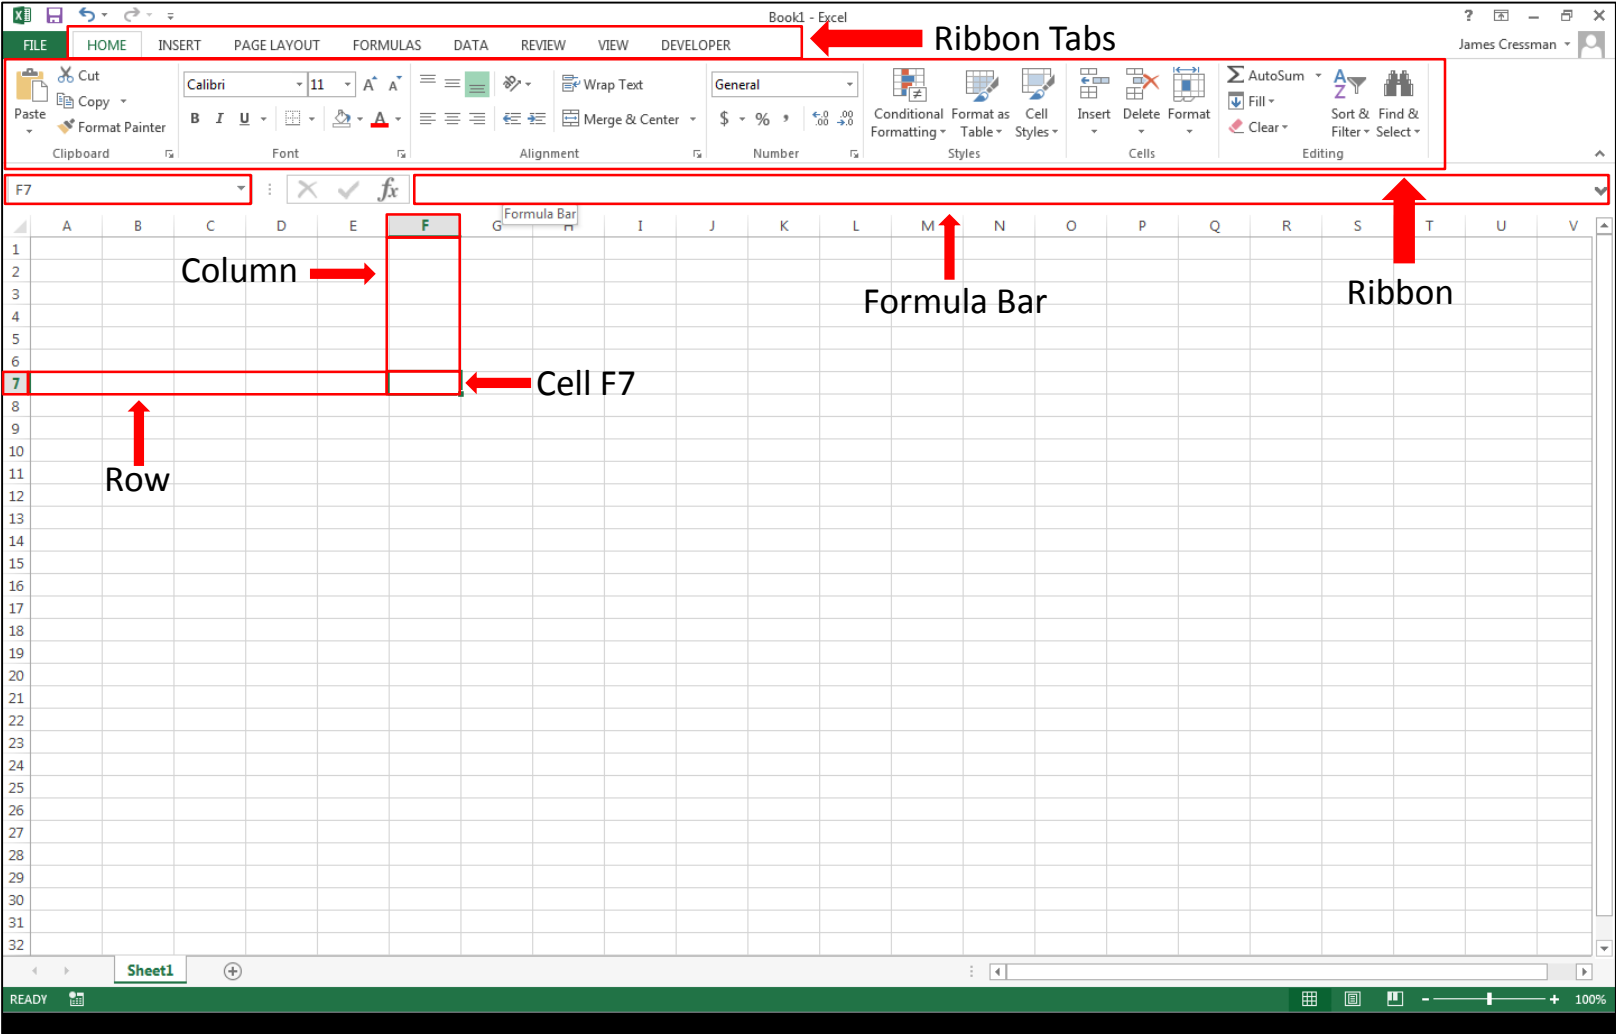 Book1 - Excel
?
FILE HOME INSERT PAGE LAYOUT FORMULAS DATA REVIEW VIEW DEVELOPER
Ribbon Tabs
James Cressman
Paste
Cut
Copy
Format Painter
Clipboard
Calibri 11 A A
B I U A
Font
Wrap Text
Merge & Center
Alignment
General
$ % , .0 .00 .00 .0
Number
Conditional Formatting
Format as Table
Cell Styles
Styles
Insert Delete Format
Cells
AutoSum
Fill
Clear
A Z
Sort & Filter
Find & Select
Editing
F7 fx
Formula Bar
A B C D E F G H I J K L M N O P Q R S T U V
1
2
Column
3
Formula Bar
Ribbon
4
5
6
7
Cell F7
8
9
10
11
Row
12
13
14
15
16
17
18
19
20
21
22
23
24
25
26
27
28
29
30
31
32
Sheet1
READY 100%